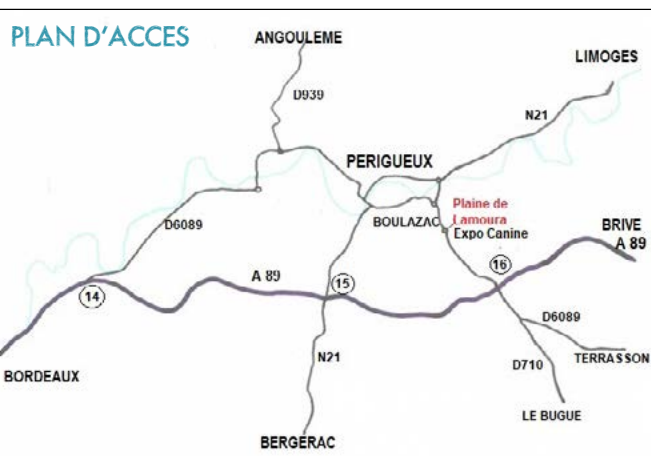 PLAN D'ACCES
ANGOULEME
LIMOGES
D939
N21
PERIGUEUX
Plaine de
Lamoura
BOULAZAC
Expo Canine
D6089
BRIVE
A 89
A 89
16
15
14
D6089
N21
D710
TERRASSON
BORDEAUX
LE BUGUE
BERGERAC